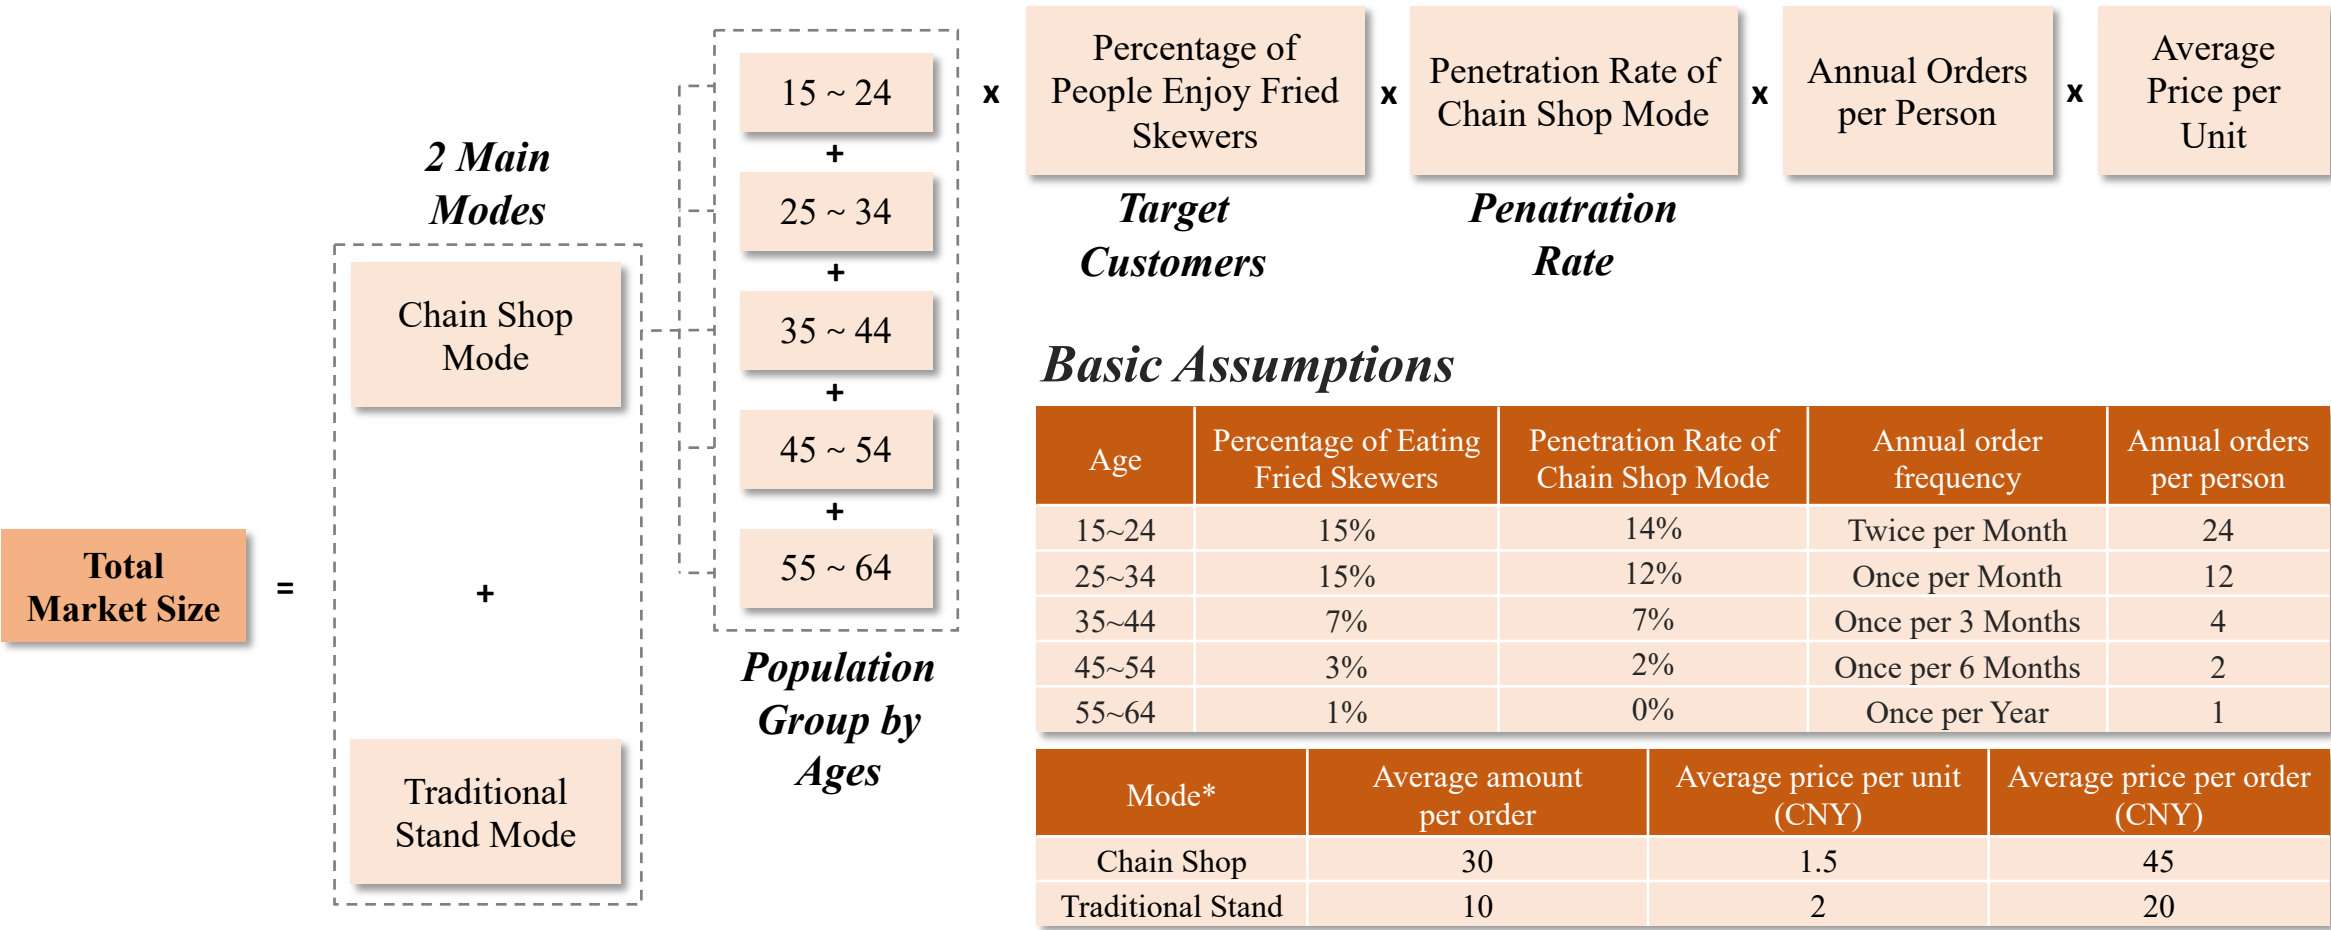 Total
Market Size
=
2 Main
Modes
Chain Shop
Mode
+
Traditional
Stand Mode
15 ~ 24
+
25 ~ 34
+
35 ~ 44
+
45 ~ 54
+
55 ~ 64
Population
Group by
Ages
x
Percentage of
People Enjoy Fried
Skewers
Target
Customers
x
Penetration Rate of
Chain Shop Mode
Penatration
Rate
x
Annual Orders
per Person
x
Average
Price per
Unit
Basic Assumptions
Age
Percentage of Eating
Fried Skewers
Penetration Rate of
Chain Shop Mode
Annual order
frequency
Annual orders
per person
15~24 15% 14% Twice per Month 24
25~34 15% 12% Once per Month 12
35~44 7% 7% Once per 3 Months 4
45~54 3% 2% Once per 6 Months 2
55~64 1% 0% Once per Year 1
Mode*
Average amount
per order
Average price per unit
(CNY)
Average price per order
(CNY)
Chain Shop 30 1.5 45
Traditional Stand 10 2 20